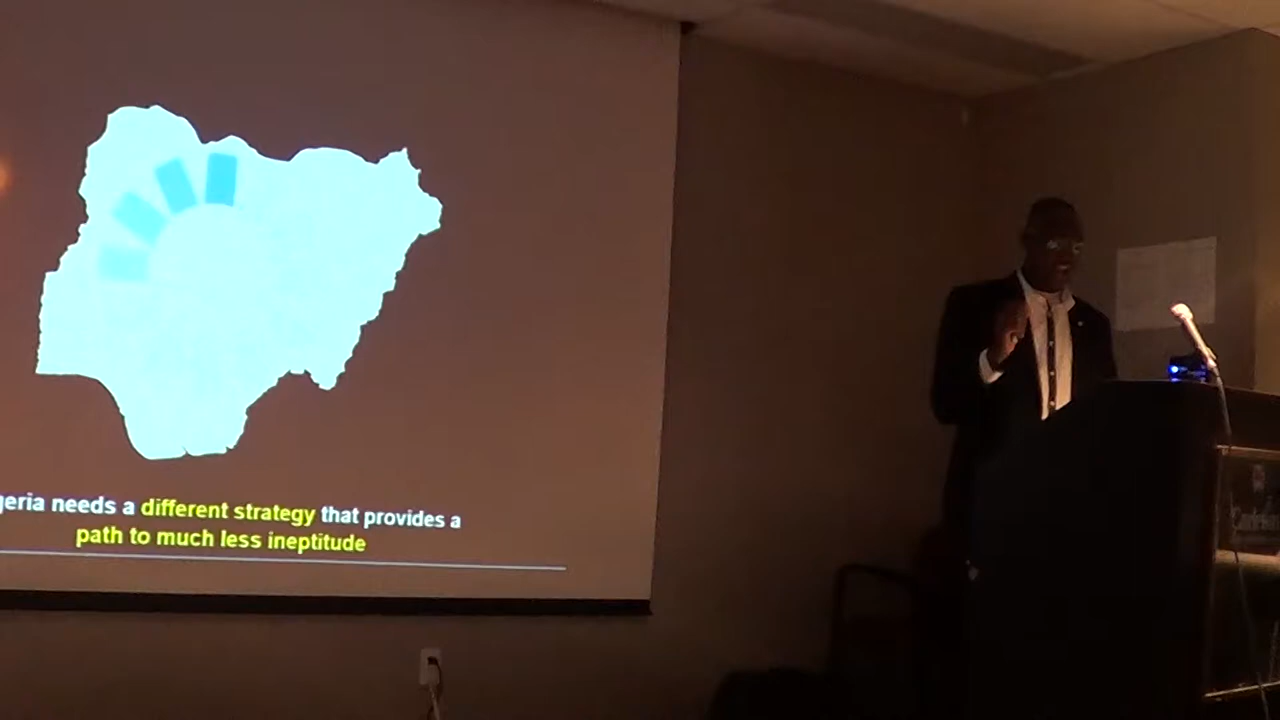 geria needs a different strategy that provides a
path to much less ineptitude